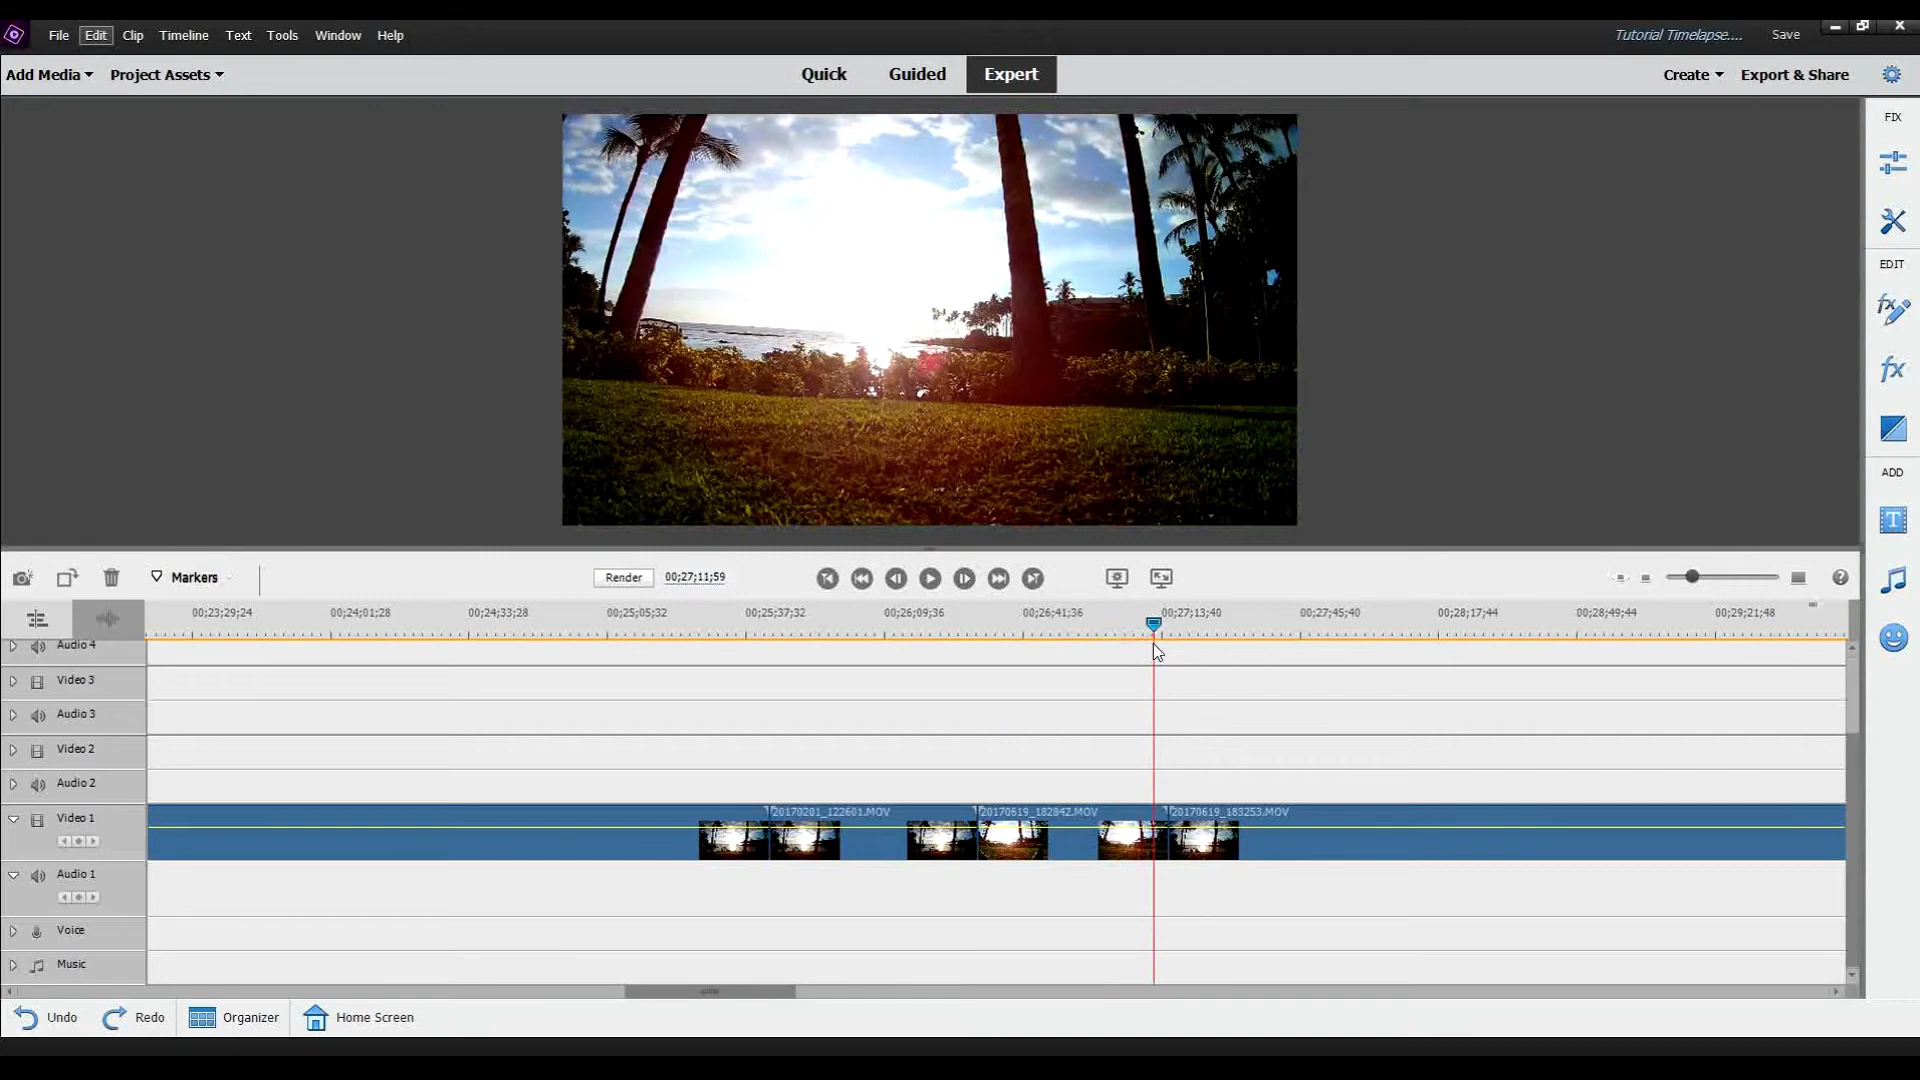 File Edit Clip Timeline Text Tools Window Help Tutorial Timelapse.... Save
Add Media Project Assets Quick Guided Expert Create Export & Share
FIX
EDIT
ADD
Markers Render 00;27;11;59
00;23;29;24 00;24;01;28 00;24;33;28 00;25;05;32 00;25;37;32 00;26;09;36 00;26;41;36 00;27;13;40 00;27;45;40 00;28;17;44 00;28;49;44 00;29;21;48
Audio 4
Video 3
Audio 3
Video 2
Audio 2
Video 1 20170201_122601.MOV 20170619_182842.MOV 20170619_183253.MOV
Audio 1
Voice
Music
Undo Redo Organizer Home Screen